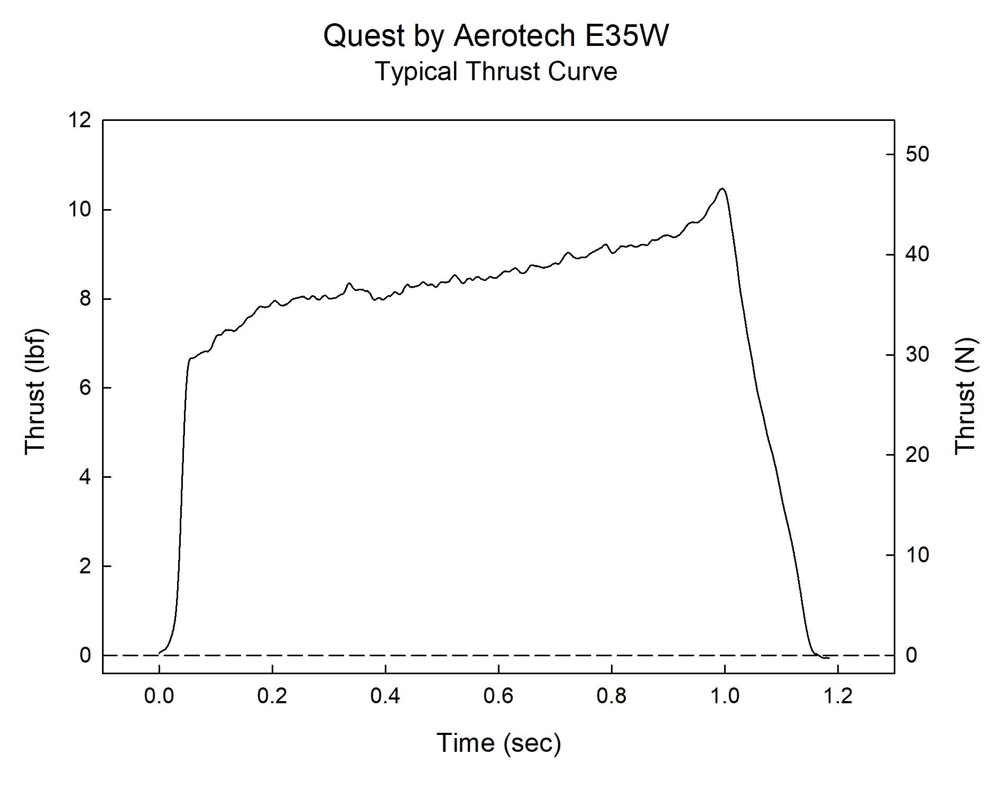 Quest by Aerotech E35W
Typical Thrust Curve
12
10
8
6
4
2
0
Thrust (lbf)
50
40
30
20
10
0
Thrust (N)
0.0 0.2 0.4 0.6 0.8 1.0 1.2
Time (sec)